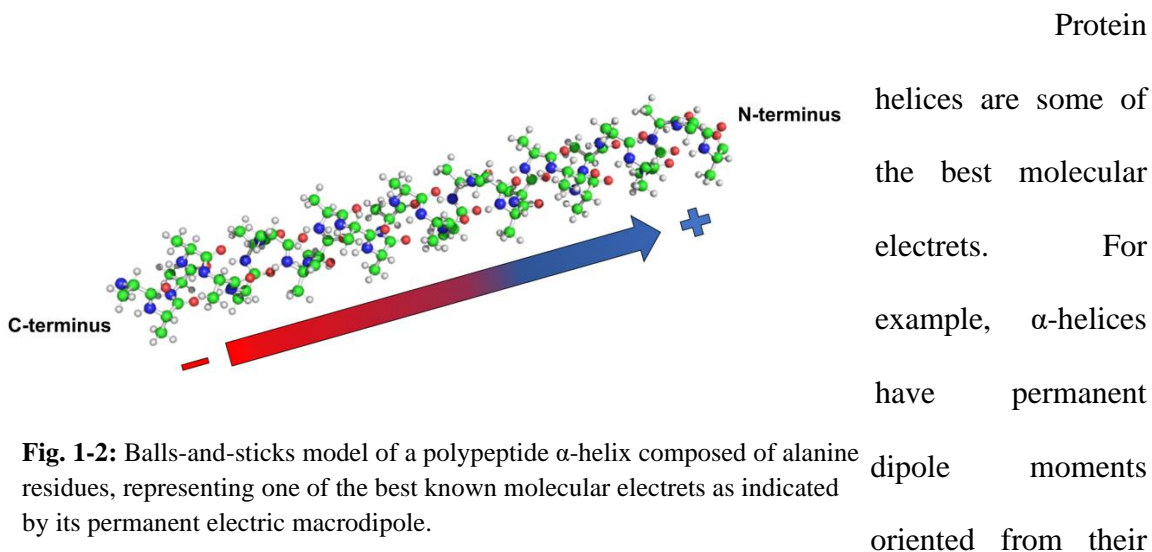 N-terminus
C-terminus
Fig. 1-2: Balls-and-sticks model of a polypeptide α-helix composed of alanine
residues, representing one of the best known molecular electrets as indicated
by its permanent electric macrodipole.
Protein
helices are some of
the best molecular
electrets. For
example, α-helices
have permanent
dipole moments
oriented from their